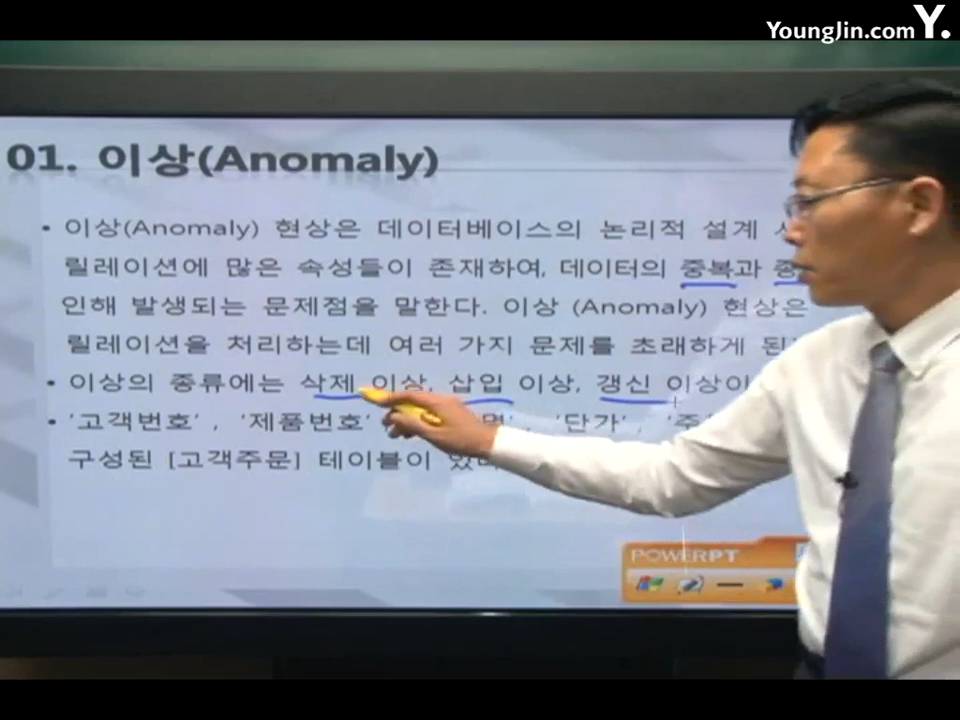 YoungJin.com Y.
01. 이상(Anomaly)
• 이상(Anomaly) 현상은 데이터베이스의 논리적 설계
릴레이션에 많은 속성들이 존재하여, 데이터의 중복과
인해 발생되는 문제점을 말한다. 이상 (Anomaly) 현상은
릴레이션을 처리하는데 여러 가지 문제를 초래하게
• 이상의 종류에는 삭제 이상, 삽입 이상, 갱신 이상이
• '고객번호', '제품번호' '단가',
구성된 [고객주문] 테이블이
POWERPT